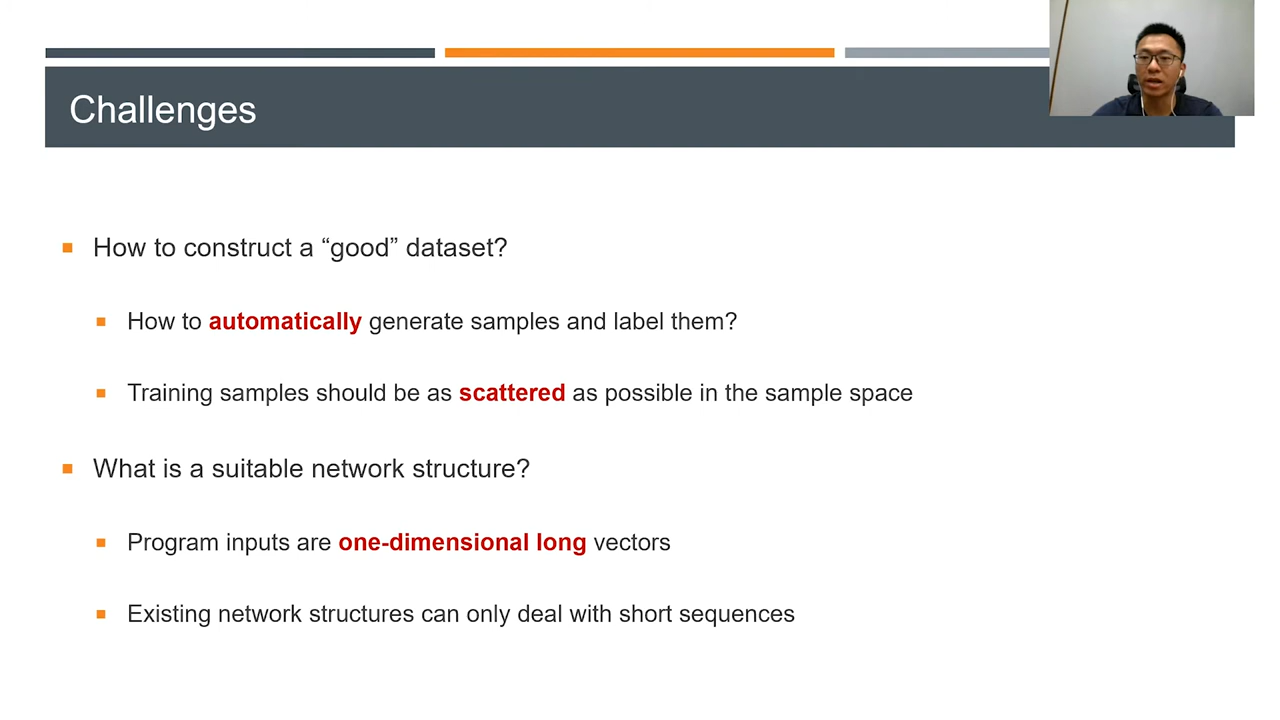 Challenges
How to construct a “good” dataset?
How to automatically generate samples and label them?
Training samples should be as scattered as possible in the sample space
What is a suitable network structure?
Program inputs are one-dimensional long vectors
Existing network structures can only deal with short sequences